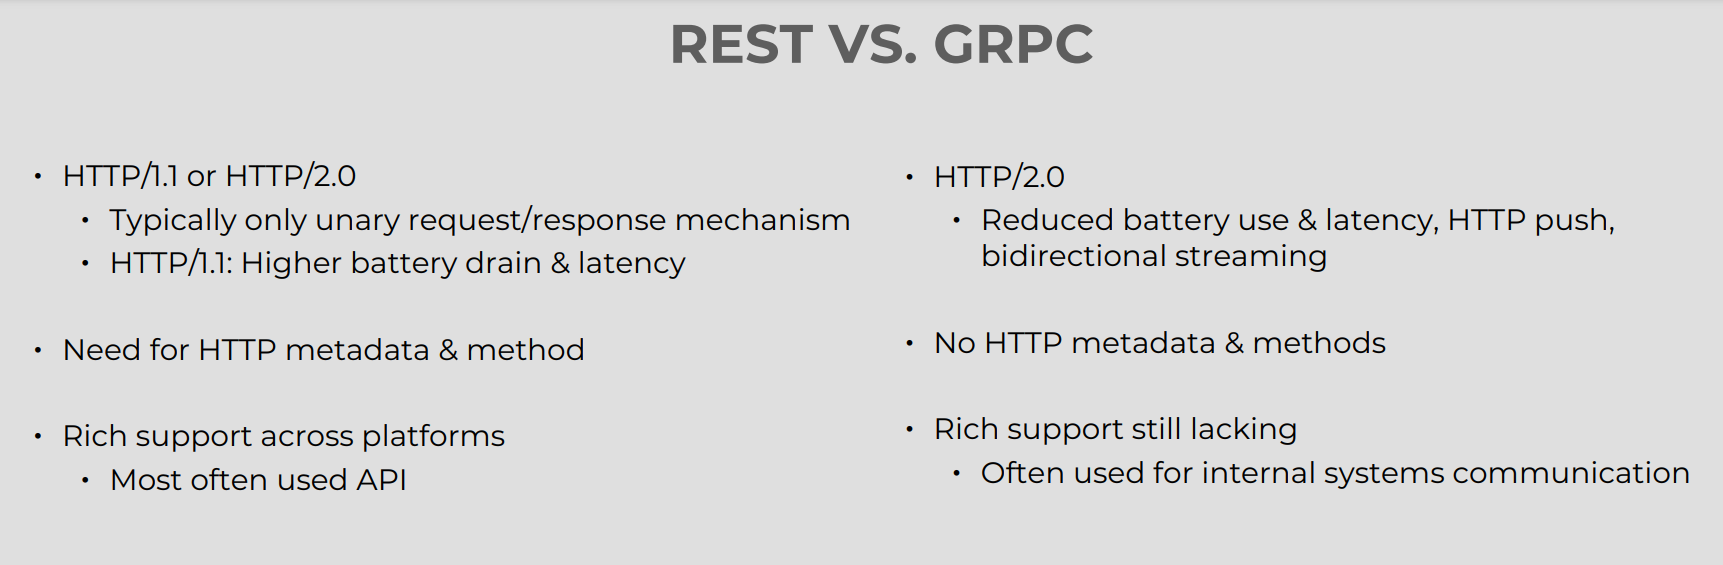 REST VS. GRPC
• HTTP/1.1 or HTTP/2.0
• Typically only unary request/response mechanism
• HTTP/1.1: Higher battery drain & latency
• Need for HTTP metadata & method
• Rich support across platforms
• Most often used API
• HTTP/2.0
• Reduced battery use & latency, HTTP push,
bidirectional streaming
• No HTTP metadata & methods
• Rich support still lacking
• Often used for internal systems communication